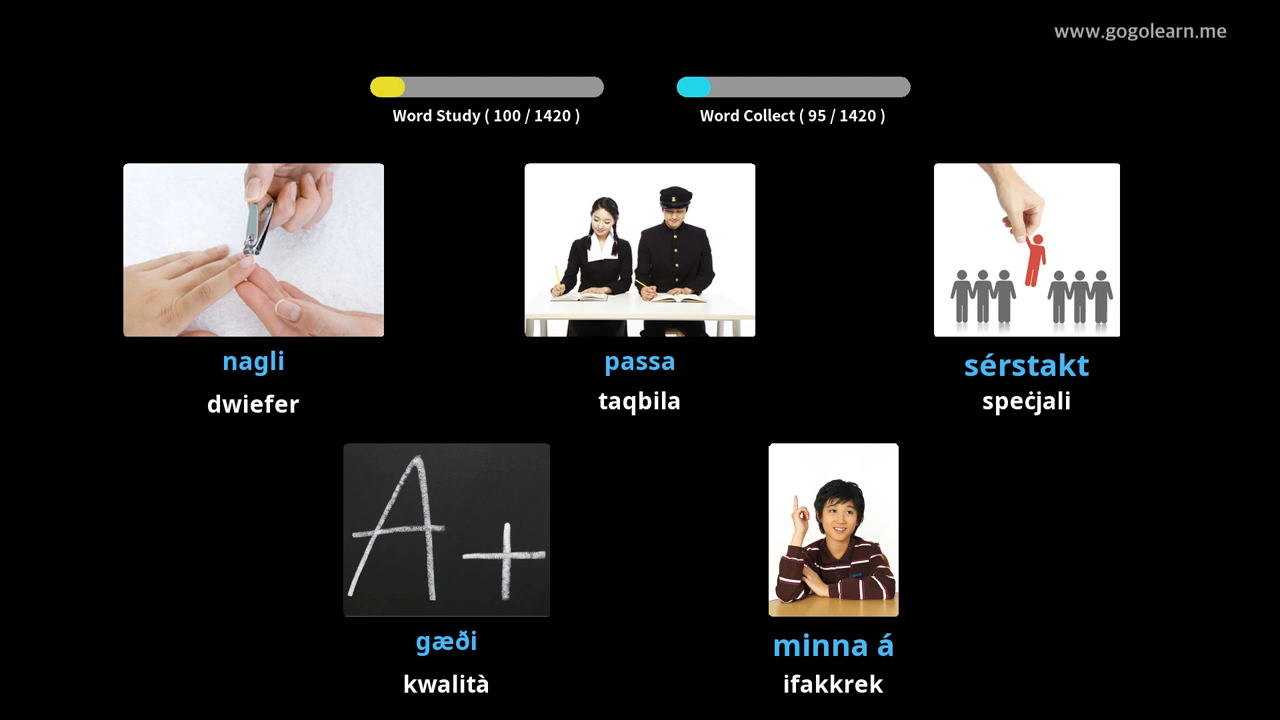 www.gogolearn.me
Word Study ( 100 / 1420 )
Word Collect ( 95 / 1420 )
nagli
dwiefer
passa
taqbila
sérstakt
speċjali
A+
gæði
kwalità
minna á
ifakkrek